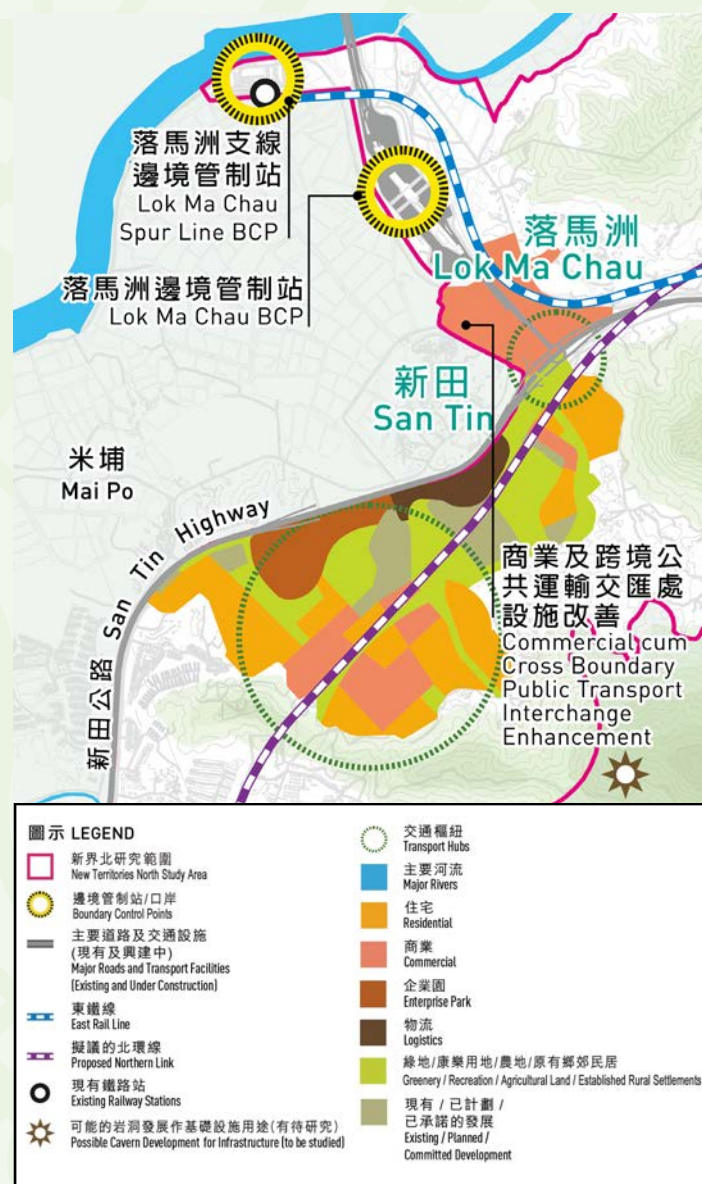 落馬洲支線
邊境管制站
Lok Ma Chau
Spur Line BCP
落馬洲邊境管制站
Lok Ma Chau BCP
落馬洲
Lok Ma Chau
新田
San Tin
米埔
Mai Po
新田公路 San Tin Highway
商業及跨境公
共運輸交匯處
設施改善
Commercial cum
Cross Boundary
Public Transport
Interchange
Enhancement
圖示 LEGEND
新界北研究範圍
New Territories North Study Area
邊境管制站/口岸
Boundary Control Points
主要道路及交通設施
(現有及興建中)
Major Roads and Transport Facilities
(Existing and Under Construction)
東鐵線
East Rail Line
擬議的北環線
Proposed Northern Link
現有鐵路站
Existing Railway Stations
可能的岩洞發展作基礎設施用途(有待研究)
Possible Cavern Development for Infrastructure (to be studied)
交通樞紐
Transport Hubs
主要河流
Major Rivers
住宅
Residential
商業
Commercial
企業園
Enterprise Park
物流
Logistics
綠地/康樂用地/農地/原有鄉郊民居
Greenery / Recreation / Agricultural Land / Established Rural Settlements
現有 / 已計劃 /
已承諾的發展
Existing / Planned /
Committed Development